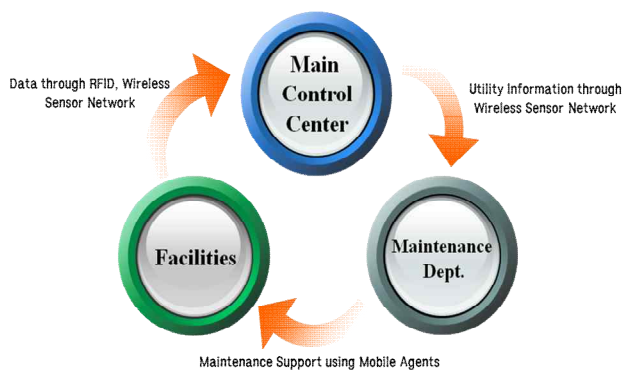 Main
Control
Center
Data through RFID, Wireless
Sensor Network
Utility Information through
Wireless Sensor Network
Facilities
Maintenance
Dept.
Maintenance Support using Mobile Agents